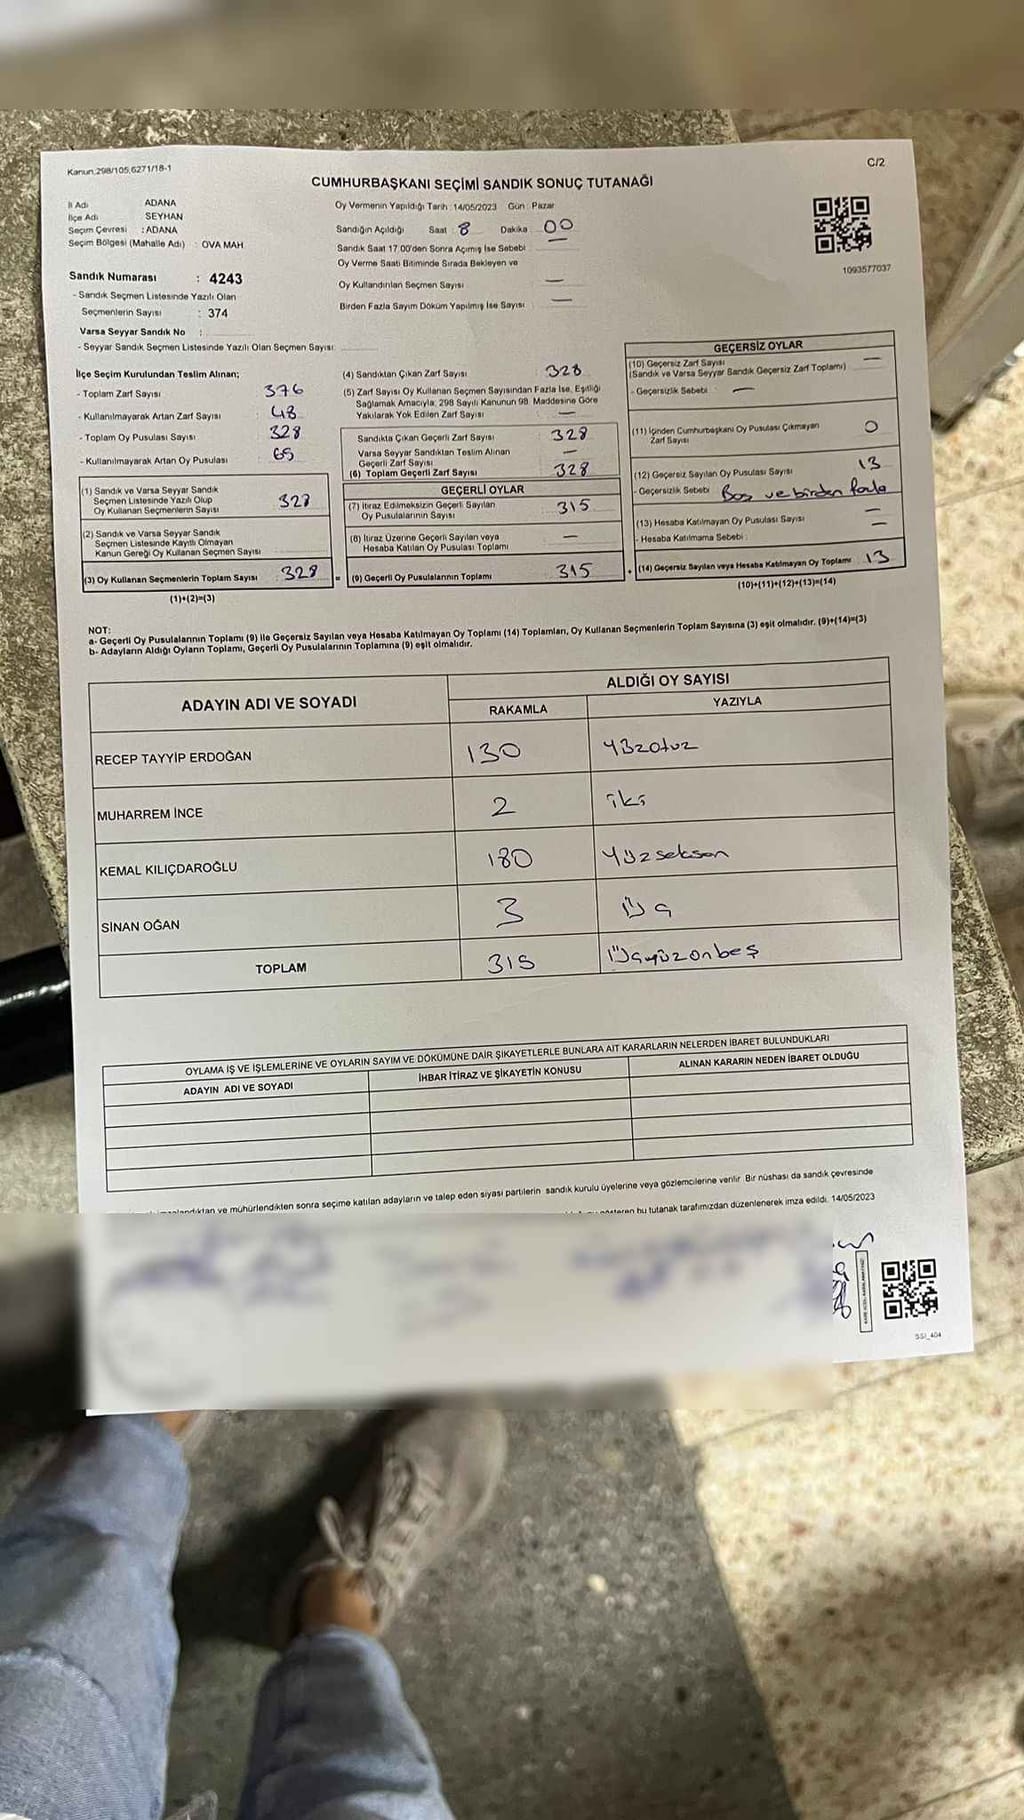 Kanun.298/105,6271/18-1
C/2
CUMHURBAŞKANI SEÇİMİ SANDIK SONUÇ TUTANAĞI
İl Adı ADANA
İlçe Adı SEYHAN
Seçim Çevresi : ADANA
Seçim Bölgesi (Mahalle Adı) : OVA MAH
Sandık Numarası : 4243
- Sandık Seçmen Listesinde Yazılı Olan
Seçmenlerin Sayısı : 374
Varsa Seyyar Sandık No :
- Seyyar Sandık Seçmen Listesinde Yazılı Olan Seçmen Sayısı:
Oy Vermenin Yapıldığı Tarih :14/05/2023 Gün : Pazar
Sandığın Açıldığı Saat 8 Dakika 00
Sandık Saat 17.00'den Sonra Açımış İse Sebebi
Oy Verme Saati Bitiminde Sırada Bekleyen ve
Oy Kullandırılan Seçmen Sayısı —
Birden Fazla Sayım Döküm Yapılmış İse Sayısı —
1093577037
İlçe Seçim Kurulundan Teslim Alınan;
- Toplam Zarf Sayısı 376
- Kullanılmayarak Artan Zarf Sayısı 48
- Toplam Oy Pusulası Sayısı 328
- Kullanılmayarak Artan Oy Pusulası 65
(1) Sandık ve Varsa Seyyar Sandık
Seçmen Listesinde Yazılı Olup
Oy Kullanan Seçmenlerin Sayısı 328
(2) Sandık ve Varsa Seyyar Sandık
Seçmen Listesinde Kayıtlı Olmayan
Kanun Gereği Oy Kullanan Seçmen Sayısı
(3) Oy Kullanan Seçmenlerin Toplam Sayısı 328
(1)+(2)=(3)
(4) Sandıktan Çıkan Zarf Sayısı 328
(5) Zarf Sayısı Oy Kullanan Seçmen Sayısından Fazla İse, Eşitliği
Sağlamak Amacıyla, 298 Sayılı Kanunun 98. Maddesine Göre
Yakılarak Yok Edilen Zarf Sayısı —
Sandıkta Çıkan Geçerli Zarf Sayısı 328
Varsa Seyyar Sandıktan Teslim Alınan
Geçerli Zarf Sayısı —
(6) Toplam Geçerli Zarf Sayısı 328
GEÇERLİ OYLAR
(7) İtiraz Edilmeksizin Geçerli Sayılan
Oy Pusulalarının Sayısı 315
(8) İtiraz Üzerine Geçerli Sayılan veya
Hesaba Katılan Oy Pusulası Toplamı —
= (9) Geçerli Oy Pusulalarının Toplamı 315
GEÇERSİZ OYLAR
(10) Geçersiz Zarf Sayısı —
(Sandık ve Varsa Seyyar Sandık Geçersiz Zarf Toplamı)
- Geçersizlik Sebebi : —
(11) İçinden Cumhurbaşkanı Oy Pusulası Çıkmayan
Zarf Sayısı 0
(12) Geçersiz Sayılan Oy Pusulası Sayısı 13
- Geçersizlik Sebebi Boş ve birden fazla
(13) Hesaba Katılmayan Oy Pusulası Sayısı —
- Hesaba Katılmama Sebebi : —
+ (14) Geçersiz Sayılan veya Hesaba Katılmayan Oy Toplamı 13
(10)+(11)+(12)+(13)=(14)
NOT:
a- Geçerli Oy Pusulalarının Toplamı (9) ile Geçersiz Sayılan veya Hesaba Katılmayan Oy Toplamı (14) Toplamları, Oy Kullanan Seçmenlerin Toplam Sayısına (3) eşit olmalıdır. (9)+(14)=(3)
b- Adayların Aldığı Oyların Toplamı, Geçerli Oy Pusulalarının Toplamına (9) eşit olmalıdır.
ADAYIN ADI VE SOYADI ALDIĞI OY SAYISI
RAKAMLA YAZIYLA
RECEP TAYYİP ERDOĞAN 130 yüzotuz
MUHARREM İNCE 2 iki
KEMAL KILIÇDAROĞLU 180 yüzseksen
SİNAN OĞAN 3 üç
TOPLAM 315 üçyüzonbeş
OYLAMA İŞ VE İŞLEMLERİNE VE OYLARIN SAYIM VE DÖKÜMÜNE DAİR ŞİKAYETLERLE BUNLARA AİT KARARLARIN NELERDEN İBARET BULUNDUKLARI
ADAYIN ADI VE SOYADI İHBAR İTİRAZ VE ŞİKAYETİN KONUSU ALINAN KARARIN NEDEN İBARET OLDUĞU
ve mühürlendikten sonra seçime katılan adayların ve talep eden siyasi partilerin sandık kurulu üyelerine veya gözlemcilerine verilir. Bir nüshası da sandık çevresinde
bu tutanak tarafımızdan düzenlenerek imza edildi. 14/05/2023